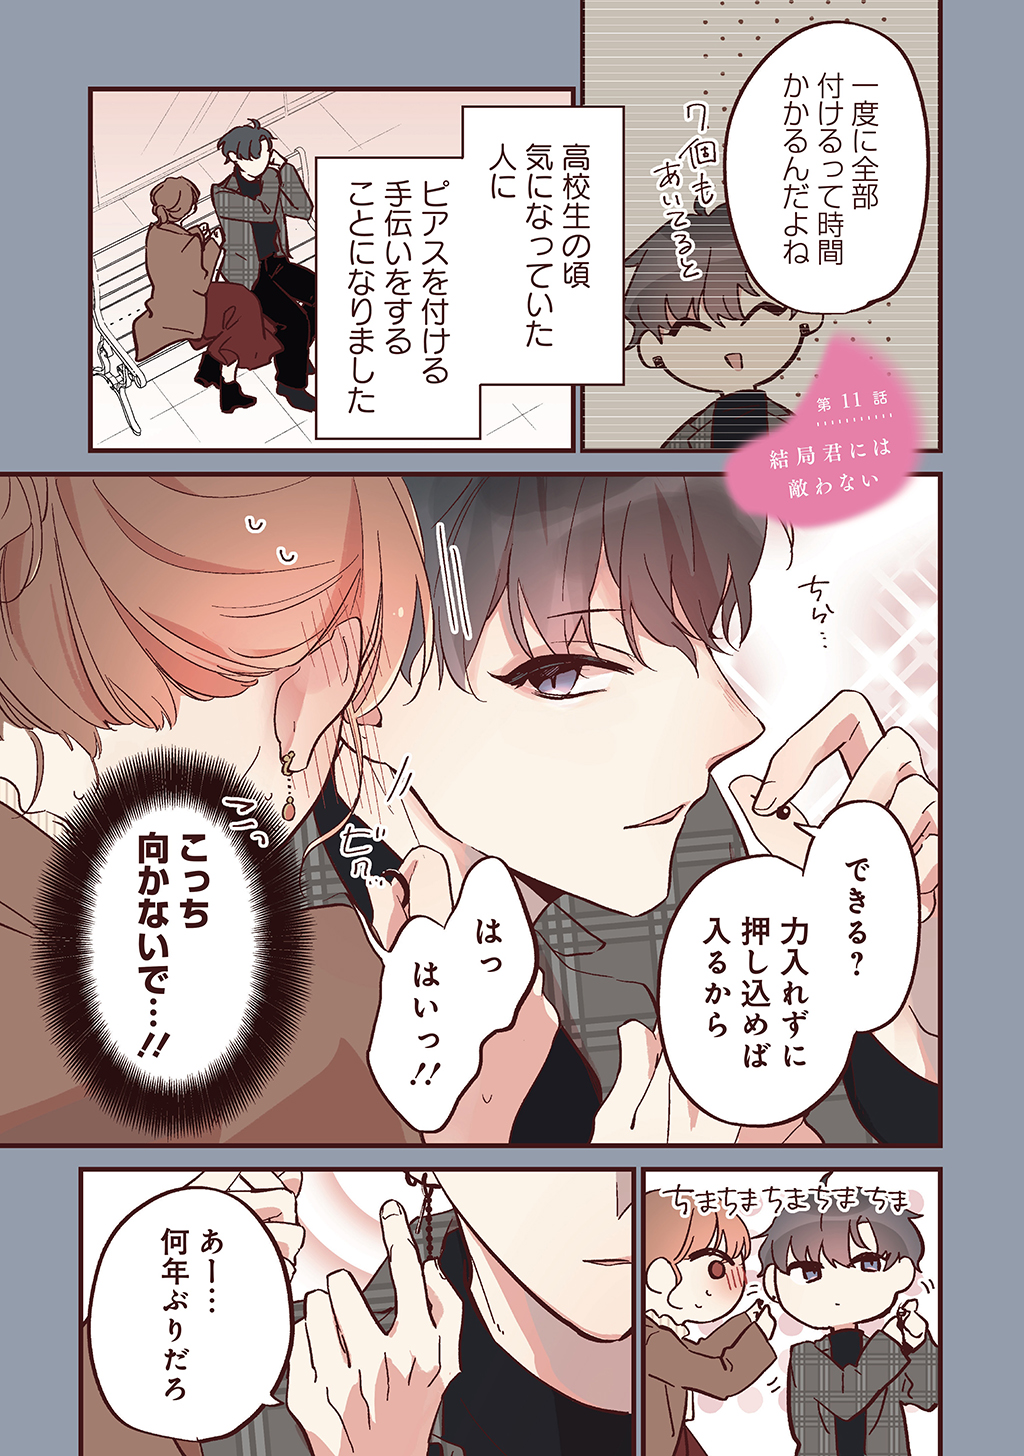 一度に全部
付けるって時間
かかるんだよね
7個も
あいてると
高校生の頃
気になっていた
人に
ピアスを付ける
手伝いをする
ことになりました
第11話
結局君には
敵わない
ちら…
できる?
力入れずに
押し込めば
入るから
はっ
はいっ!!
ビク…
こっ
こっち
向かないで…!!
ちまちまちまちまちま
あー…
何年ぶりだろ